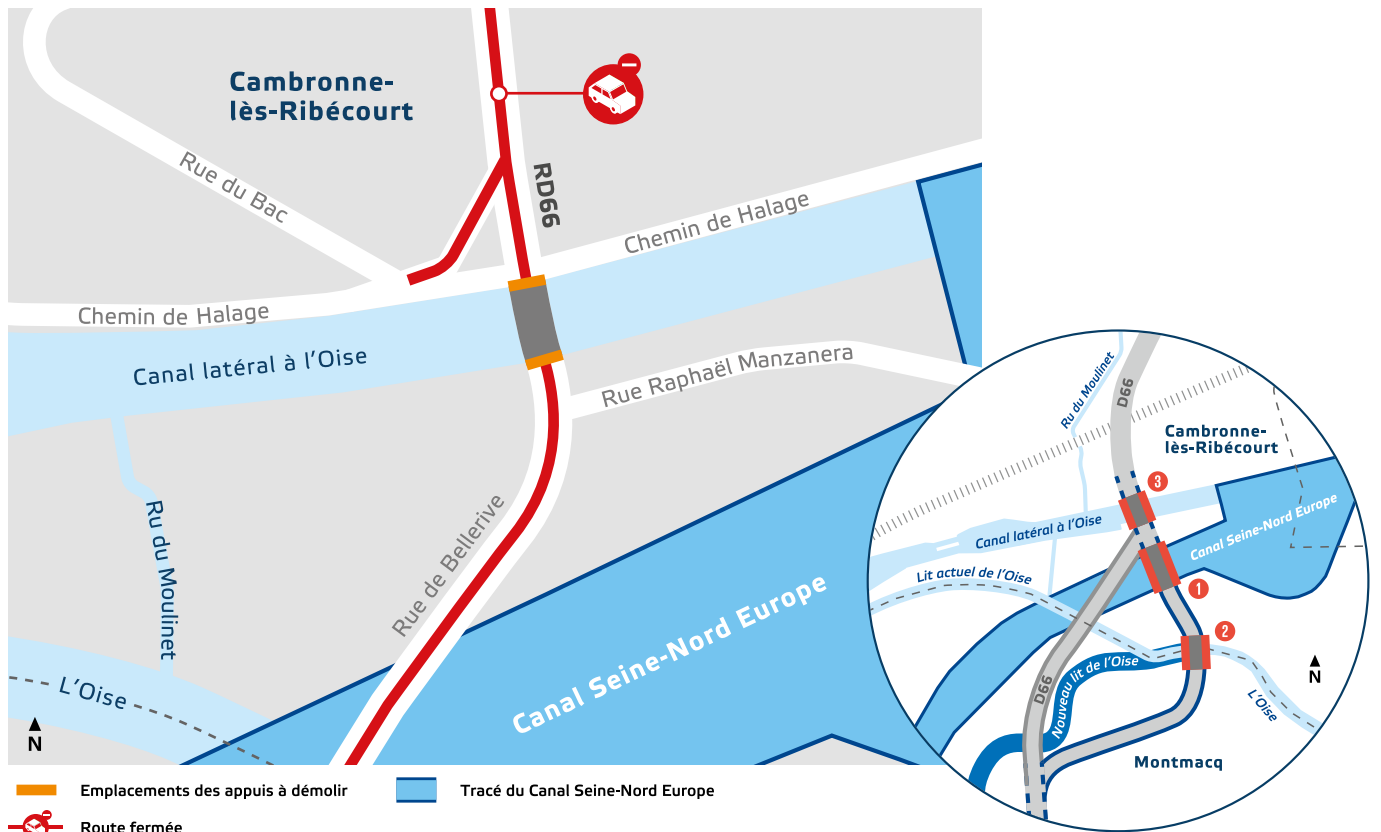 Cambronne-
lès-Ribécourt
Rue du Bac
RD66
Chemin de Halage
Chemin de Halage
Canal latéral à l'Oise
Rue Raphaël Manzanera
Ru du Moulinet
Rue de Bellerive
L'Oise
Canal Seine-Nord Europe
N
Ru du Moulinet
D66
Cambronne-
lès-Ribécourt
3
Canal latéral à l'Oise
Canal Seine-Nord Europe
Lit actuel de l'Oise
1
2
Nouveau lit de l'Oise
D66
N
L'Oise
Montmacq
Emplacements des appuis à démolir
Tracé du Canal Seine-Nord Europe
Route fermée